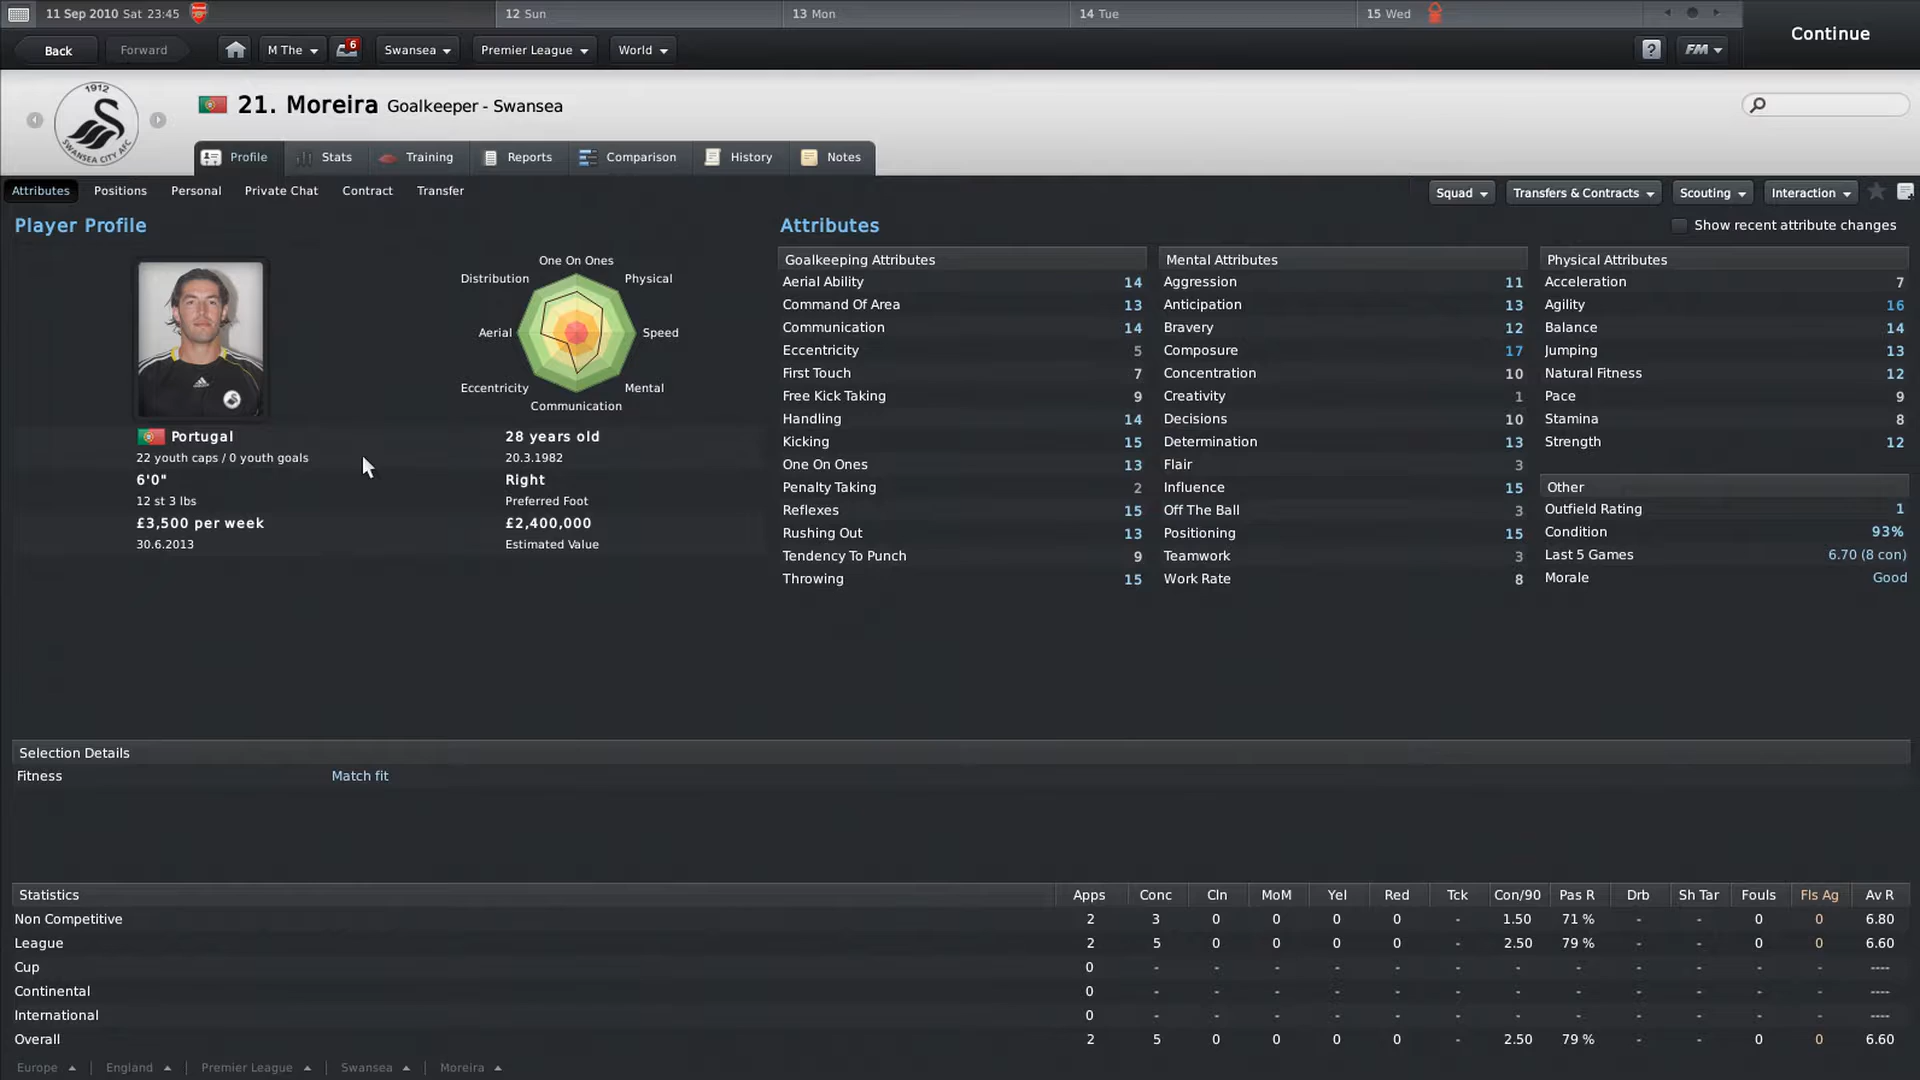 11 Sep 2010 Sat 23:45
12 Sun
13 Mon
14 Tue
15 Wed
Continue
Back
Forward
M The
6
Swansea
Premier League
World
?
FM
1912
SWANSEA CITY AFC
21. Moreira Goalkeeper - Swansea
Profile
Stats
Training
Reports
Comparison
History
Notes
Attributes
Positions
Personal
Private Chat
Contract
Transfer
Squad
Transfers & Contracts
Scouting
Interaction
Player Profile
One On Ones
Distribution
Physical
Aerial
Speed
Eccentricity
Mental
Communication
Portugal
22 youth caps / 0 youth goals
6'0"
12 st 3 lbs
£3,500 per week
30.6.2013
28 years old
20.3.1982
Right
Preferred Foot
£2,400,000
Estimated Value
Attributes
Show recent attribute changes
Goalkeeping Attributes
Aerial Ability 14
Command Of Area 13
Communication 14
Eccentricity 5
First Touch 7
Free Kick Taking 9
Handling 14
Kicking 15
One On Ones 13
Penalty Taking 2
Reflexes 15
Rushing Out 13
Tendency To Punch 9
Throwing 15
Mental Attributes
Aggression 11
Anticipation 13
Bravery 12
Composure 17
Concentration 10
Creativity 1
Decisions 10
Determination 13
Flair 3
Influence 15
Off The Ball 3
Positioning 15
Teamwork 3
Work Rate 8
Physical Attributes
Acceleration 7
Agility 16
Balance 14
Jumping 13
Natural Fitness 12
Pace 9
Stamina 8
Strength 12
Other
Outfield Rating 1
Condition 93%
Last 5 Games 6.70 (8 con)
Morale Good
Selection Details
Fitness Match fit
Statistics Apps Conc Cln MoM Yel Red Tck Con/90 Pas R Drb Sh Tar Fouls Fls Ag Av R
Non Competitive 2 3 0 0 0 0 - 1.50 71 % - - 0 0 6.80
League 2 5 0 0 0 0 - 2.50 79 % - - 0 0 6.60
Cup 0 - - - - - - - - - - - - ----
Continental 0 - - - - - - - - - - - - ----
International 0 - - - - - - - - - - - - ----
Overall 2 5 0 0 0 0 - 2.50 79 % - - 0 0 6.60
Europe England Premier League Swansea Moreira